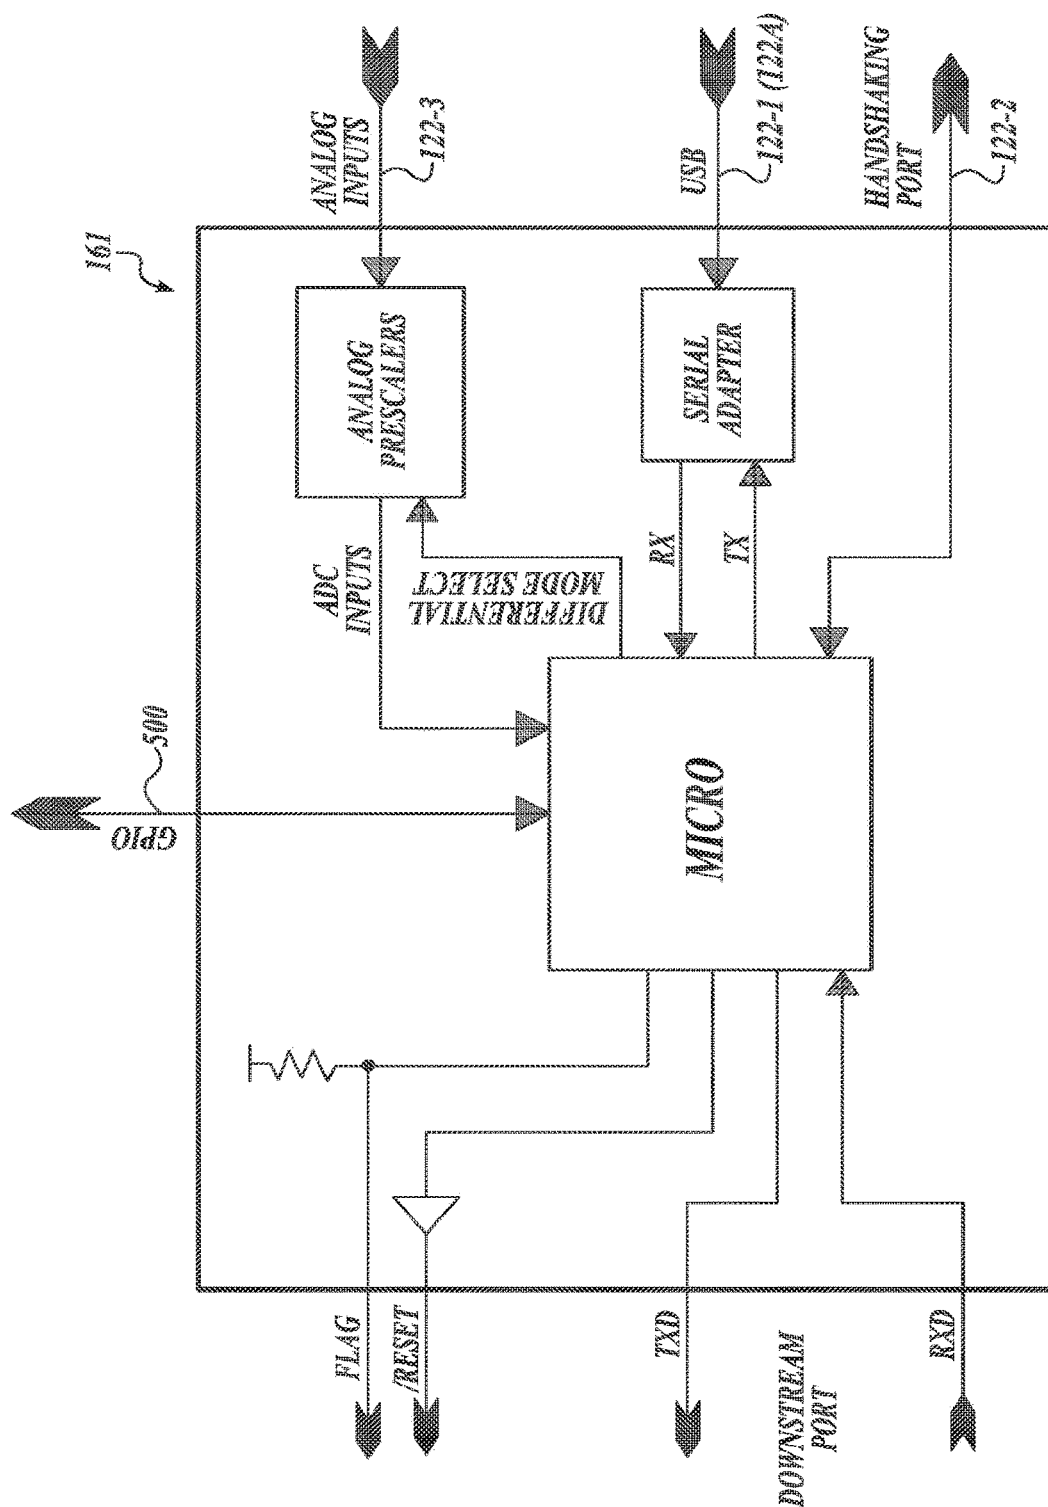 161
ANALOG
INPUTS
122-3
USB
122-1 (122A)
HANDSHAKING
PORT
122-2
ANALOG
PRESCALERS
SERIAL
ADAPTER
ADC
INPUTS
DIFFERENTIAL
MODE SELECT
RX
TX
500
GPIO
MICRO
FLAG
/RESET
TXD
DOWNSTREAM
PORT
RXD